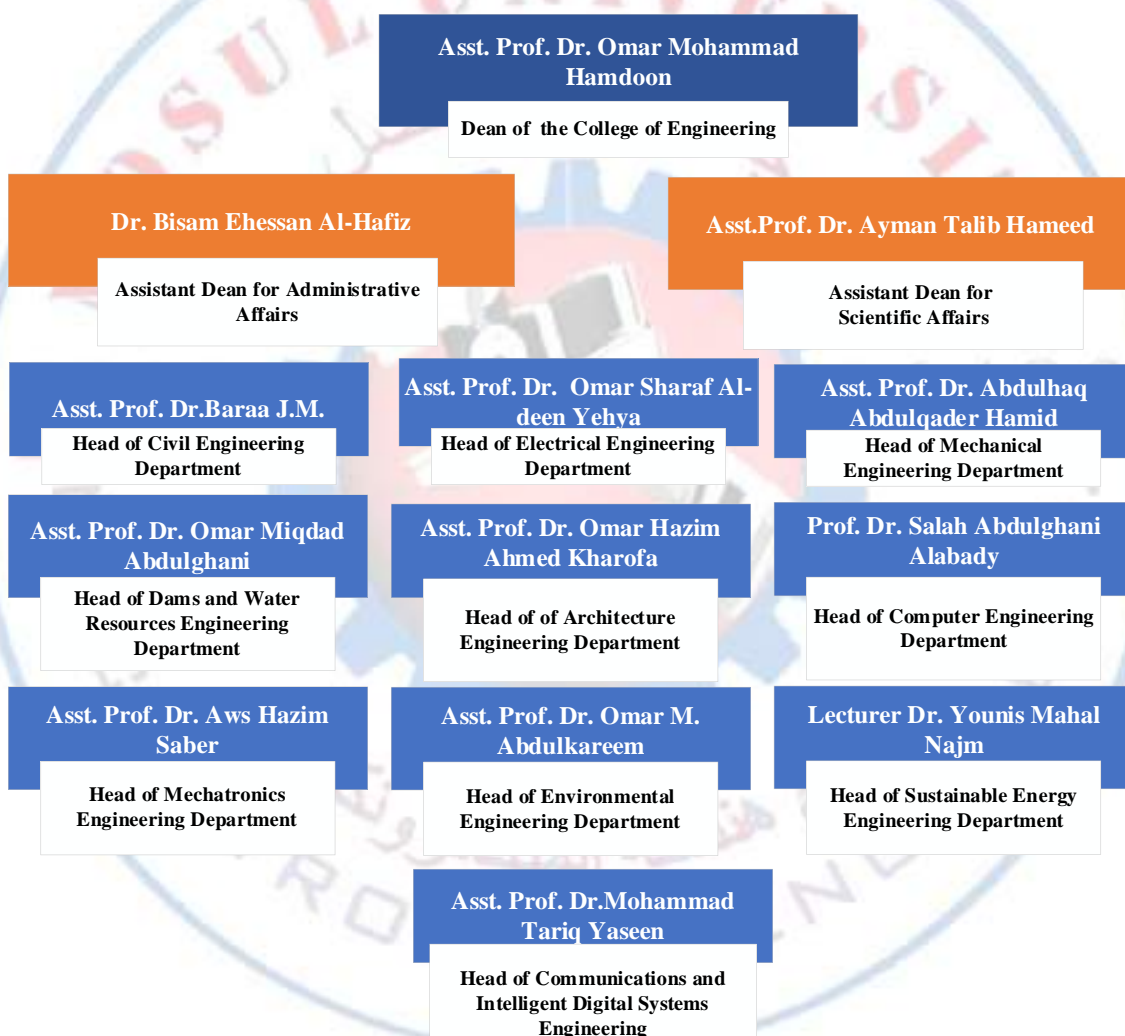 Asst. Prof. Dr. Omar Mohammad
Hamdoon
Dean of the College of Engineering
Dr. Bisam Ehessan Al-Hafiz
Assistant Dean for Administrative
Affairs
Asst.Prof. Dr. Ayman Talib Hameed
Assistant Dean for
Scientific Affairs
Asst. Prof. Dr.Baraa J.M.
Head of Civil Engineering
Department
Asst. Prof. Dr. Omar Sharaf Al-
deen Yehya
Head of Electrical Engineering
Department
Asst. Prof. Dr. Abdulhaq
Abdulqader Hamid
Head of Mechanical
Engineering Department
Asst. Prof. Dr. Omar Miqdad
Abdulghani
Head of Dams and Water
Resources Engineering
Department
Asst. Prof. Dr. Omar Hazim
Ahmed Kharofa
Head of of Architecture
Engineering Department
Prof. Dr. Salah Abdulghani
Alabady
Head of Computer Engineering
Department
Asst. Prof. Dr. Aws Hazim
Saber
Head of Mechatronics
Engineering Department
Asst. Prof. Dr. Omar M.
Abdulkareem
Head of Environmental
Engineering Department
Lecturer Dr. Younis Mahal
Najm
Head of Sustainable Energy
Engineering Department
Asst. Prof. Dr.Mohammad
Tariq Yaseen
Head of Communications and
Intelligent Digital Systems
Engineering